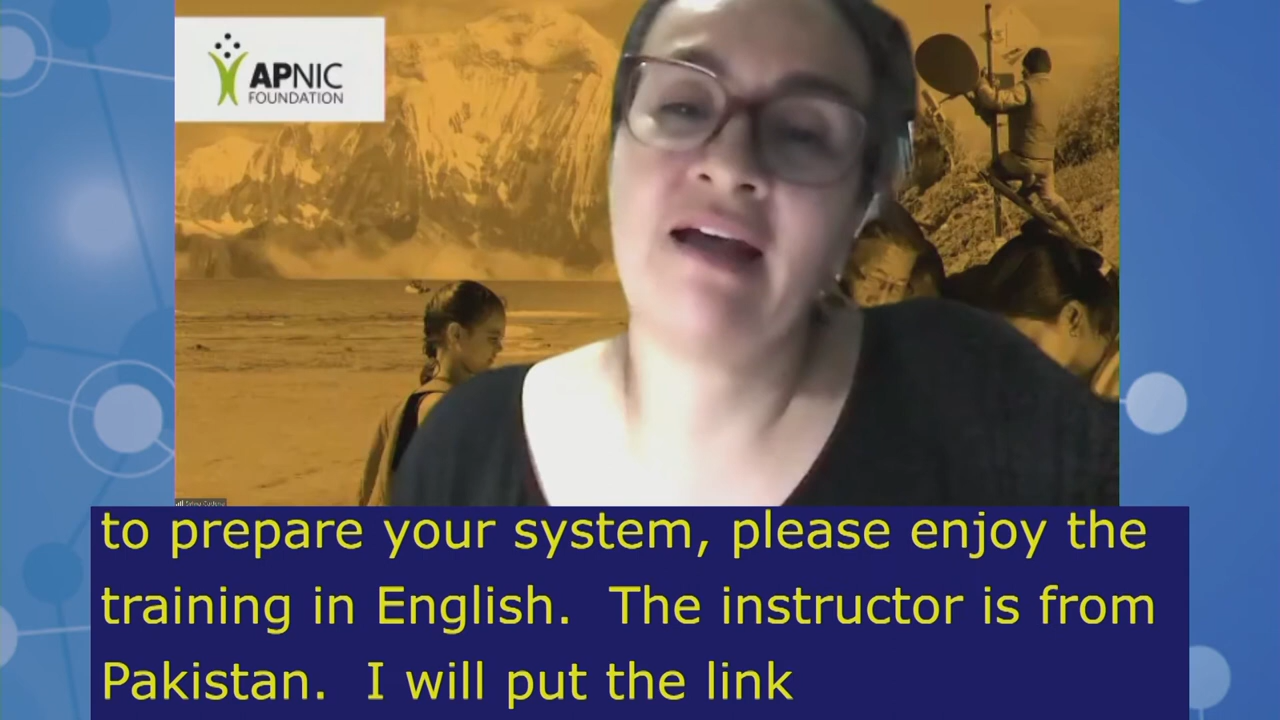 APNIC
FOUNDATION
to prepare your system, please enjoy the
training in English.  The instructor is from
Pakistan.  I will put the link